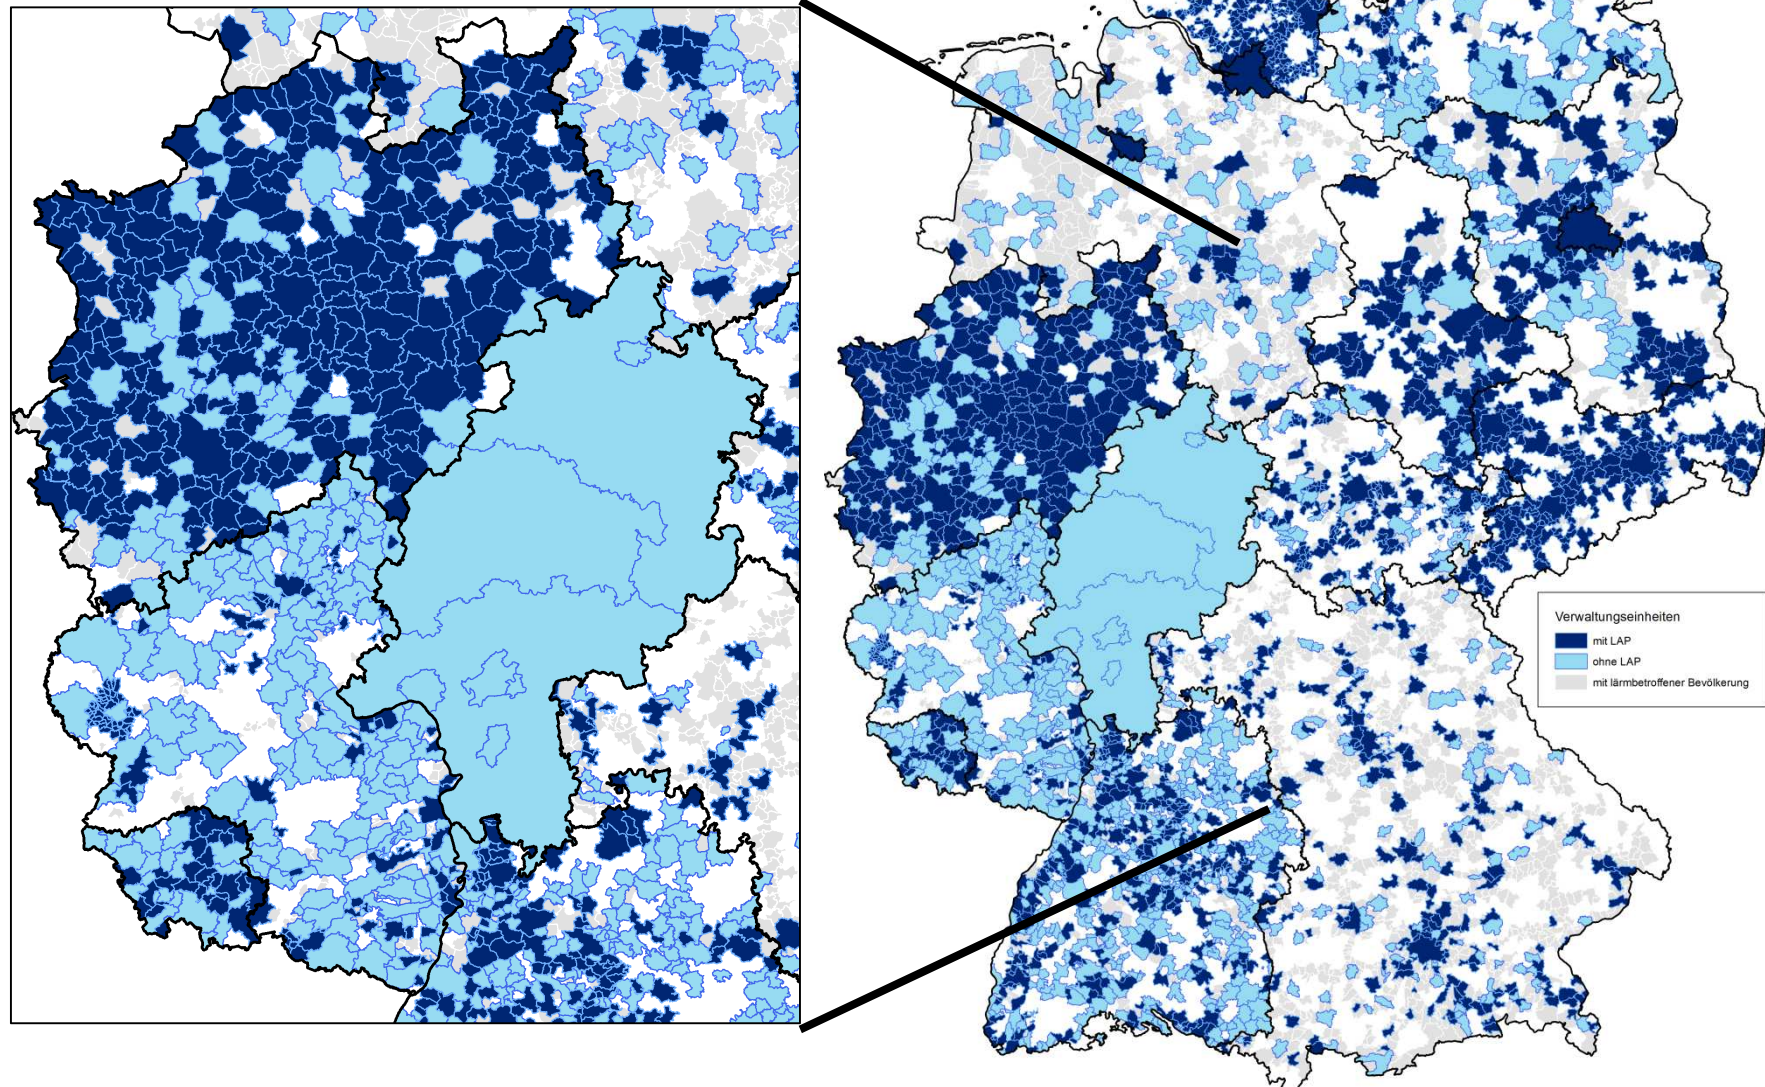 Verwaltungseinheiten
mit LAP
ohne LAP
mit lärmbetroffener Bevölkerung